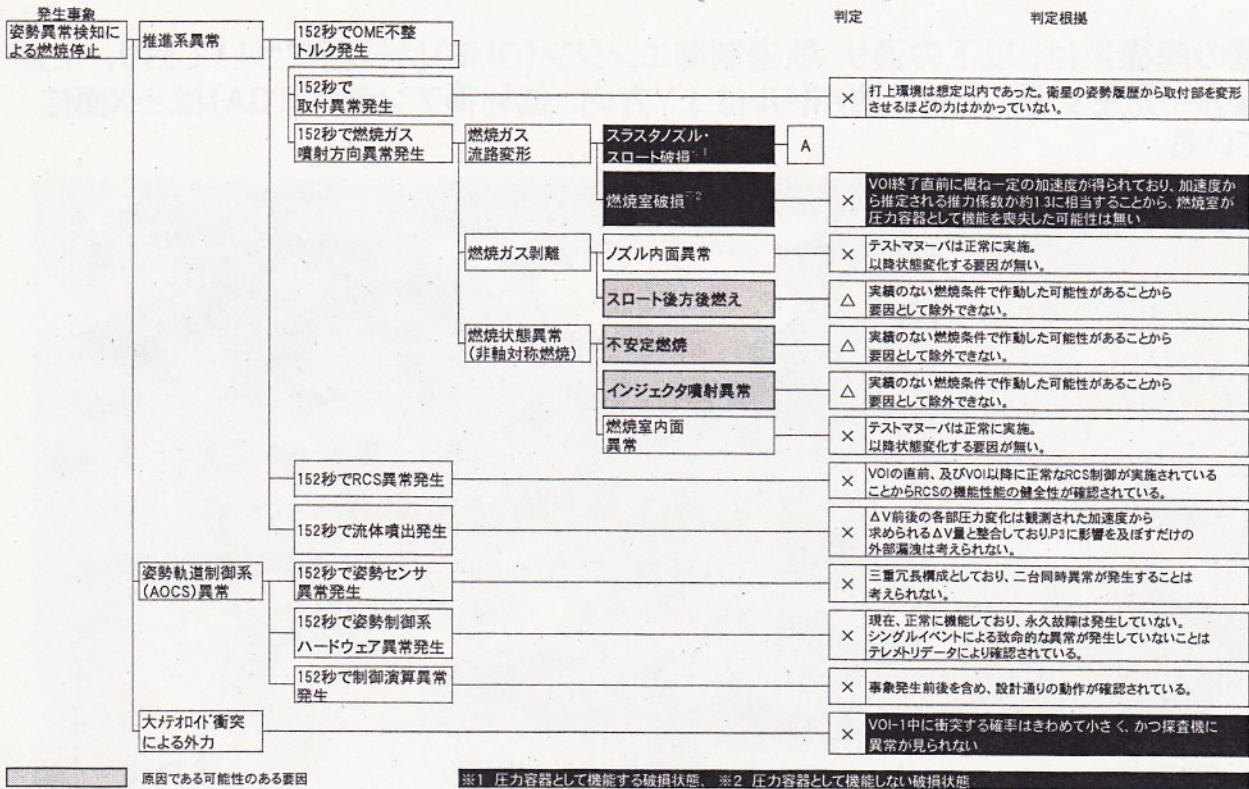 発生事象
判定
判定根拠
姿勢異常検知に
よる燃焼停止
推進系異常
152秒でOME不整
トルク発生
152秒で
取付異常発生
×
打上環境は想定以内であった。衛星の姿勢履歴から取付部を変形
させるほどの力はかかっていない。
152秒で燃焼ガス
噴射方向異常発生
燃焼ガス
流路変形
スラスタノズル・
スロート破損※1
A
燃焼室破損※2
×
VOI終了直前に概ね一定の加速度が得られており、加速度か
ら推定される推力係数が約1.3に相当することから、燃焼室が
圧力容器として機能を喪失した可能性は無い
燃焼ガス剥離
ノズル内面異常
×
テストマヌーバは正常に実施。
以降状態変化する要因が無い。
スロート後方後燃え
△
実績のない燃焼条件で作動した可能性があることから
要因として除外できない。
燃焼状態異常
(非軸対称燃焼)
不安定燃焼
△
実績のない燃焼条件で作動した可能性があることから
要因として除外できない。
インジェクタ噴射異常
△
実績のない燃焼条件で作動した可能性があることから
要因として除外できない。
燃焼室内面
異常
×
テストマヌーバは正常に実施。
以降状態変化する要因が無い。
152秒でRCS異常発生
×
VOIの直前、及びVOI以降に正常なRCS制御が実施されている
ことからRCSの機能性能の健全性が確認されている。
152秒で流体噴出発生
×
ΔV前後の各部圧力変化は観測された加速度から
求められるΔV量と整合しており、P3に影響を及ぼすだけの
外部漏洩は考えられない。
姿勢軌道制御系
(AOCS)異常
152秒で姿勢センサ
異常発生
×
三重冗長構成としており、二台同時異常が発生することは
考えられない。
152秒で姿勢制御系
ハードウェア異常発生
×
現在、正常に機能しており、永久故障は発生していない。
シングルイベントによる致命的な異常が発生していないことは
テレメトリデータにより確認されている。
152秒で制御演算異常
発生
×
事象発生前後を含め、設計通りの動作が確認されている。
大メテオロイド衝突
による外力
×
VOI-1中に衝突する確率はきわめて小さく、かつ探査機に
異常が見られない
原因である可能性のある要因
※1 圧力容器として機能する破損状態、 ※2 圧力容器として機能しない破損状態